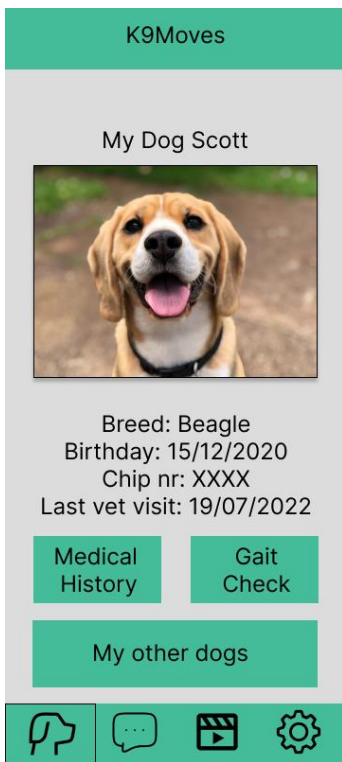 K9Moves
My Dog Scott
Breed: Beagle
Birthday: 15/12/2020
Chip nr: XXXX
Last vet visit: 19/07/2022
Medical
History
Gait
Check
My other dogs